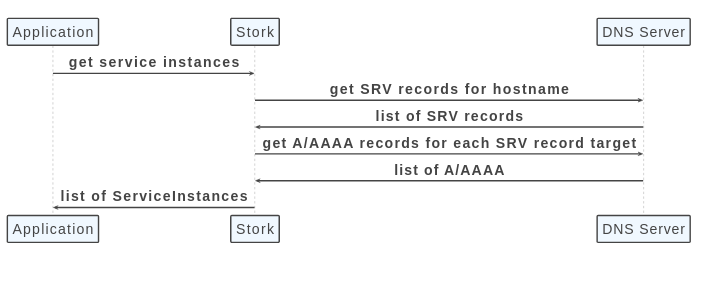 Application Stork DNS Server
get service instances
get SRV records for hostname
list of SRV records
get A/AAAA records for each SRV record target
list of A/AAAA
list of ServiceInstances
Application Stork DNS Server